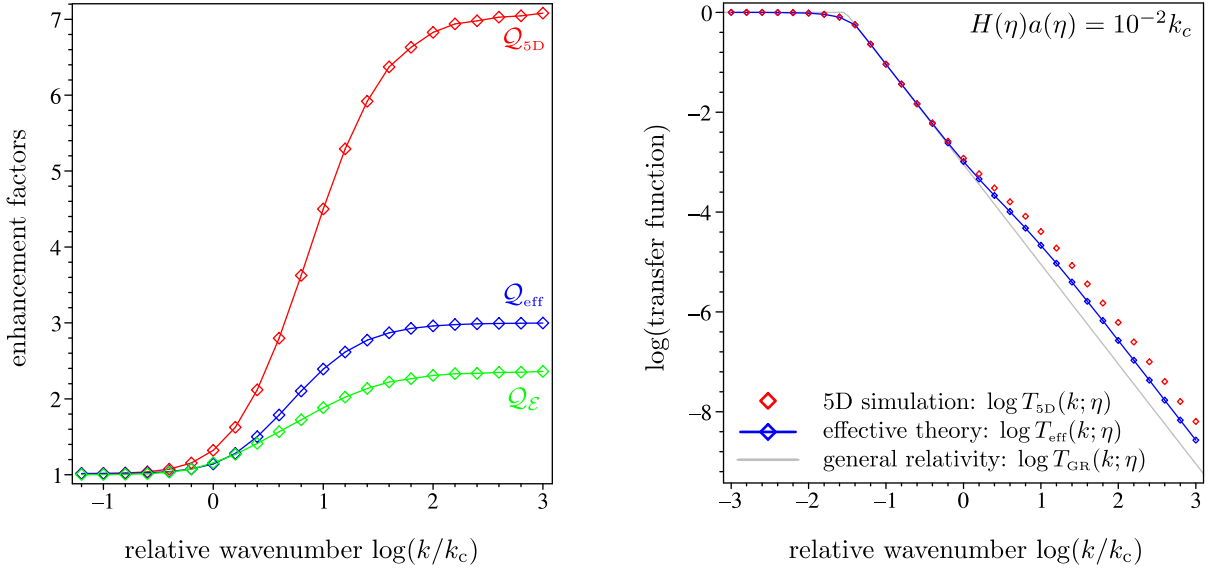 7
6
5
4
3
2
1
−1
0
1
2
3
enhancement factors
relative wavenumber log(k/k_c)
𝒬_5D
𝒬_eff
𝒬_ℰ
0
−2
−4
−6
−8
−3
−2
−1
0
1
2
3
log(transfer function)
relative wavenumber log(k/k_c)
H(η)a(η) = 10^−2 k_c
5D simulation: log T_5D(k; η)
effective theory: log T_eff(k; η)
general relativity: log T_GR(k; η)